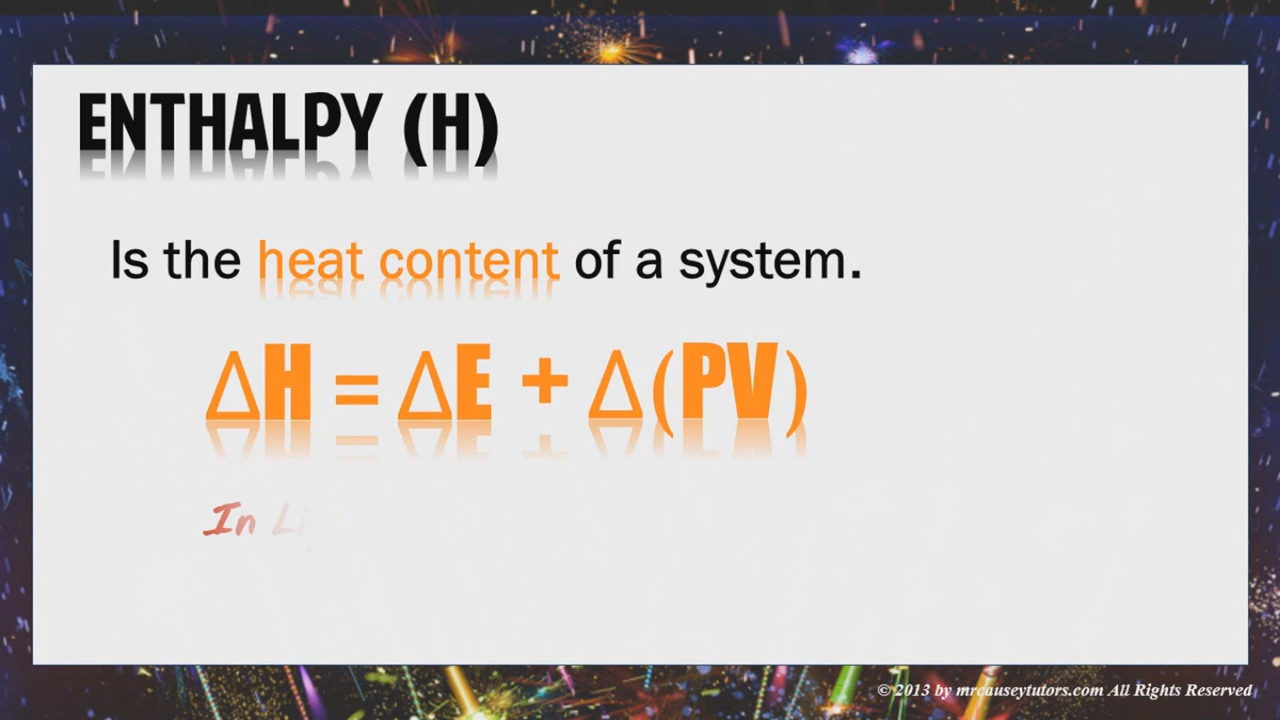 ENTHALPY (H)
Is the heat content of a system.
ΔH = ΔE + Δ(PV)
In
© 2013 by mrcauseytutors.com All Rights Reserved